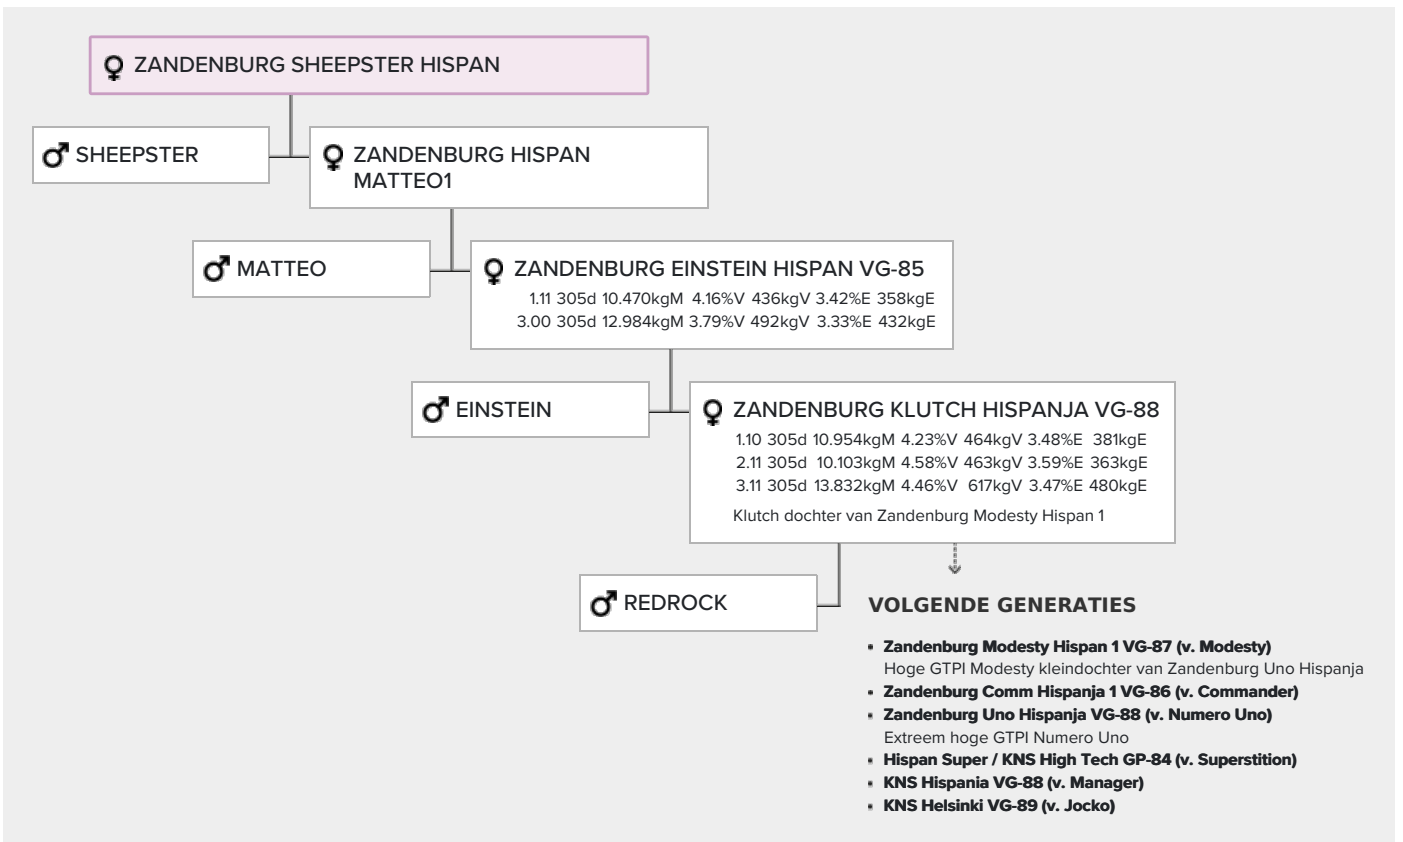 ZANDENBURG SHEEPSTER HISPAN
SHEEPSTER
ZANDENBURG HISPAN
MATTEO1
MATTEO
ZANDENBURG EINSTEIN HISPAN VG-85
1.11 305d 10.470kgM 4.16%V 436kgV 3.42%E 358kgE
3.00 305d 12.984kgM 3.79%V 492kgV 3.33%E 432kgE
EINSTEIN
ZANDENBURG KLUTCH HISPANJA VG-88
1.10 305d 10.954kgM 4.23%V 464kgV 3.48%E 381kgE
2.11 305d 10.103kgM 4.58%V 463kgV 3.59%E 363kgE
3.11 305d 13.832kgM 4.46%V 617kgV 3.47%E 480kgE
Klutch dochter van Zandenburg Modesty Hispan 1
REDROCK
VOLGENDE GENERATIES
Zandenburg Modesty Hispan 1 VG-87 (v. Modesty)
Hoge GTPI Modesty kleindochter van Zandenburg Uno Hispanja
Zandenburg Comm Hispanja 1 VG-86 (v. Commander)
Zandenburg Uno Hispanja VG-88 (v. Numero Uno)
Extreem hoge GTPI Numero Uno
Hispan Super / KNS High Tech GP-84 (v. Superstition)
KNS Hispania VG-88 (v. Manager)
KNS Helsinki VG-89 (v. Jocko)